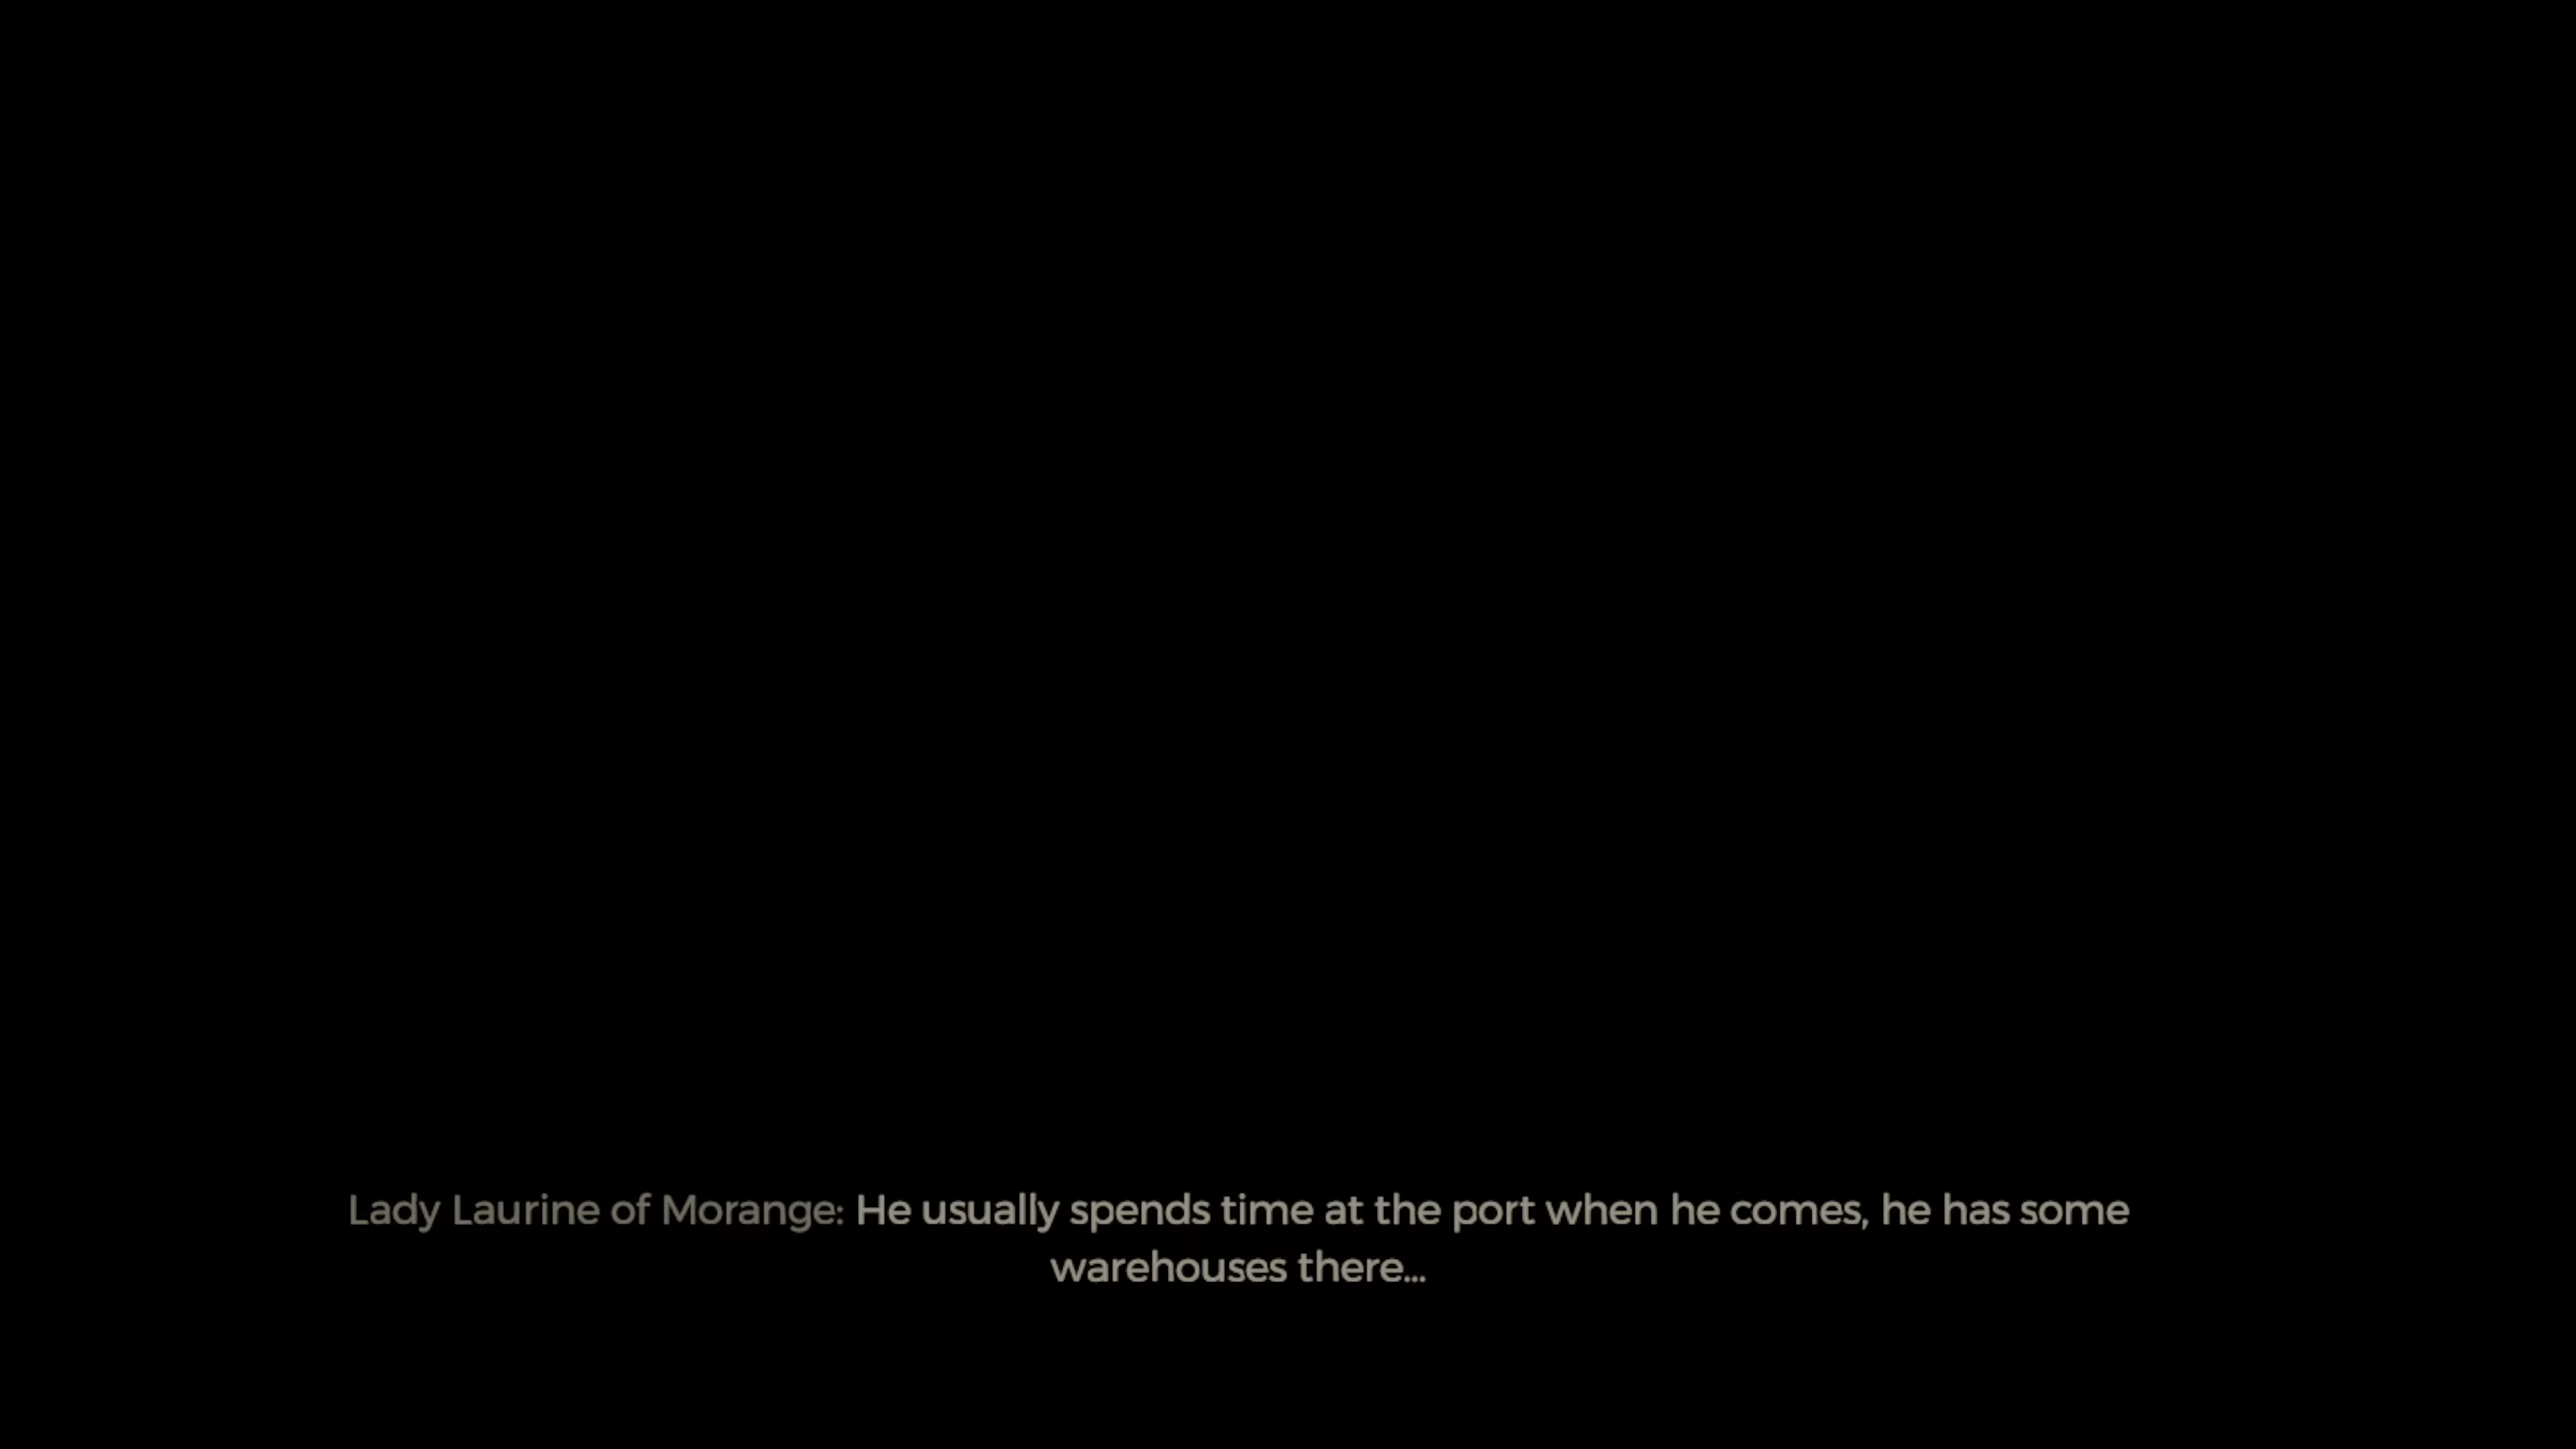 Lady Laurine of Morange: He usually spends time at the port when he comes, he has some
warehouses there...